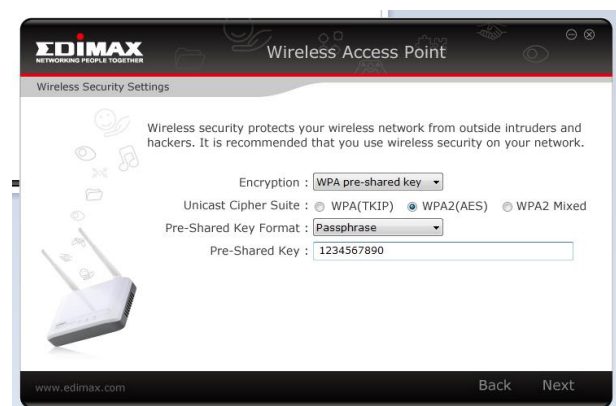 EDIMAX
NETWORKING PEOPLE TOGETHER
Wireless Access Point
Wireless Security Settings
Wireless security protects your wireless network from outside intruders and
hackers. It is recommended that you use wireless security on your network.
Encryption : WPA pre-shared key
Unicast Cipher Suite : WPA(TKIP) WPA2(AES) WPA2 Mixed
Pre-Shared Key Format : Passphrase
Pre-Shared Key : 1234567890
www.edimax.com
Back Next